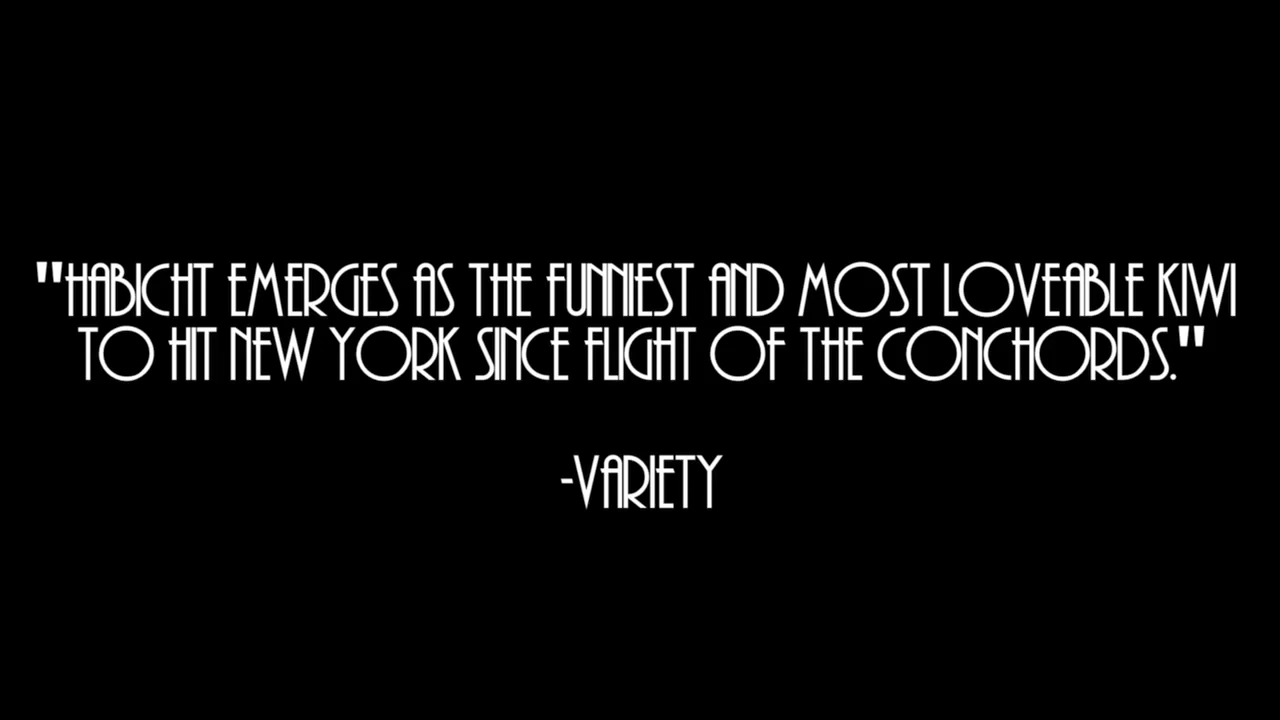 "HABICHT EMERGES AS THE FUNNIEST AND MOST LOVEABLE KIWI
TO HIT NEW YORK SINCE FLIGHT OF THE CONCHORDS."
-VARIETY